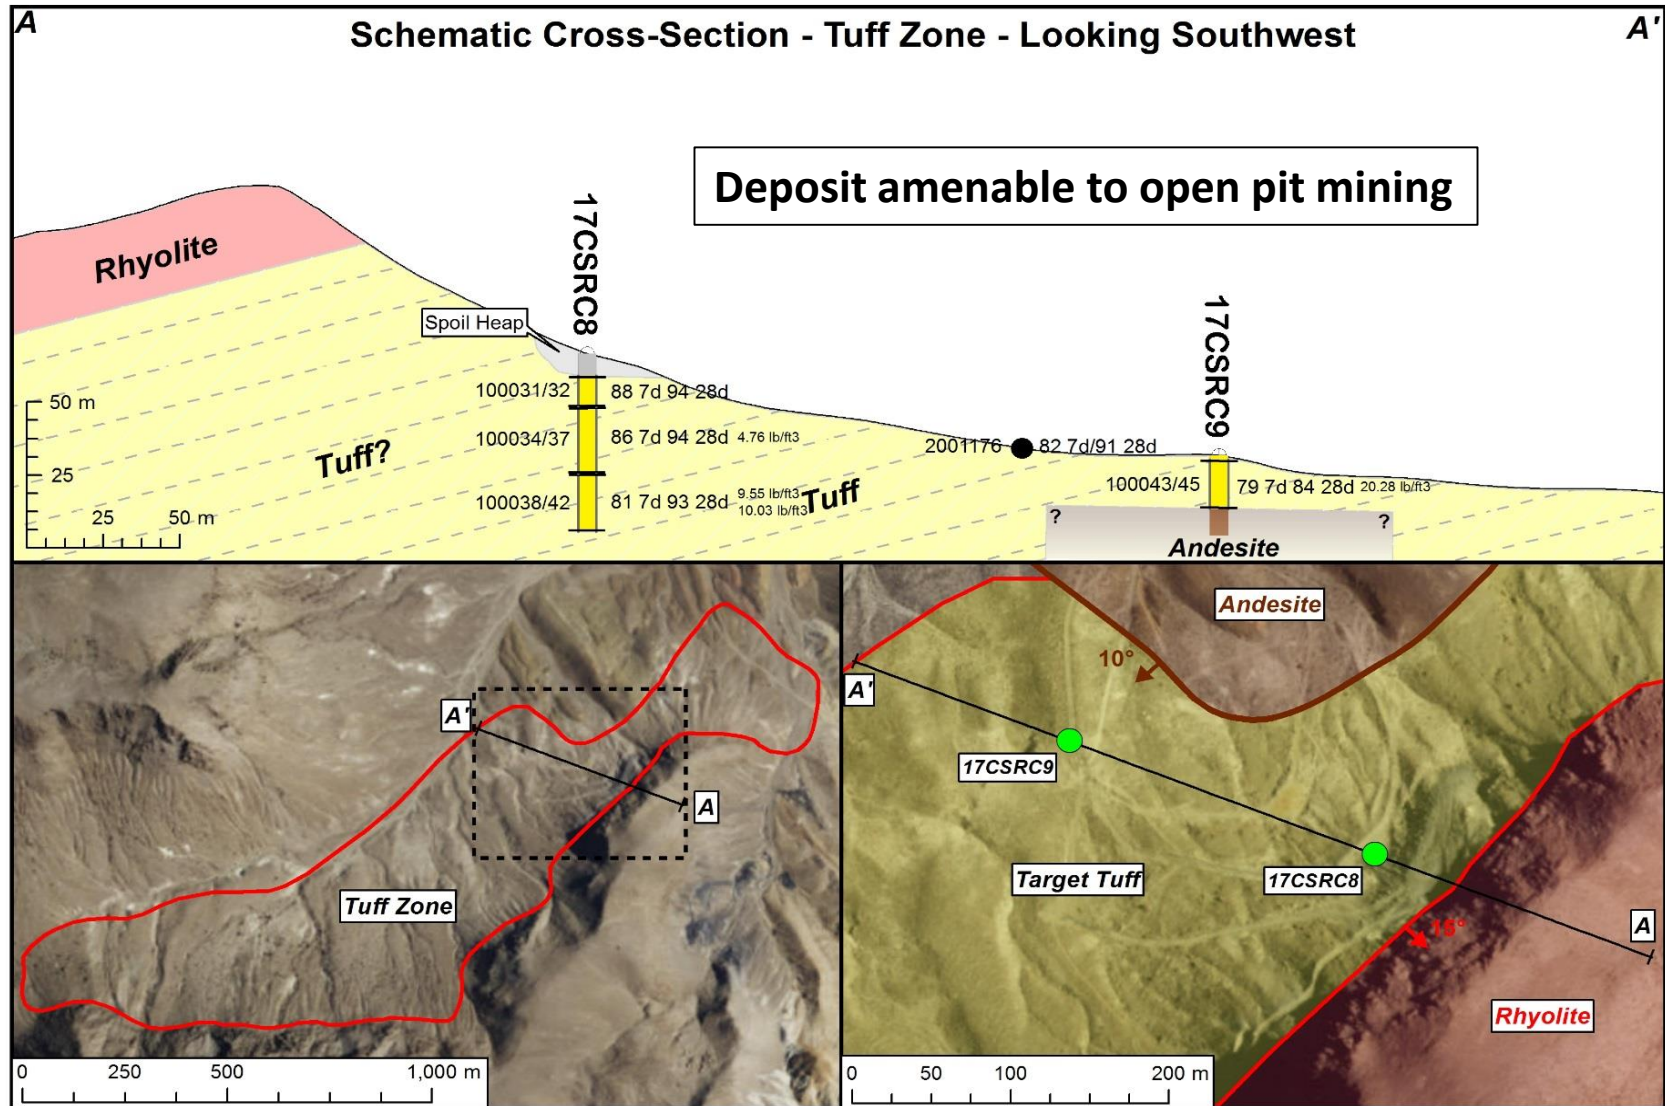 A
Schematic Cross-Section - Tuff Zone - Looking Southwest
A'
Deposit amenable to open pit mining
Rhyolite
17CSRC8
Spoil Heap
17CSRC9
100031/32
88 7d 94 28d
50 m
100034/37
86 7d 94 28d 4.76 lb/ft3
2001176
82 7d/91 28d
Tuff?
25
100038/42
81 7d 93 28d 9.55 lb/ft3
10.03 lb/ft3
Tuff
100043/45
79 7d 84 28d 20.28 lb/ft3
25 50 m
?
?
Andesite
A'
A
Tuff Zone
0 250 500 1,000 m
Andesite
10°
A'
17CSRC9
Target Tuff
17CSRC8
15°
A
Rhyolite
0 50 100 200 m